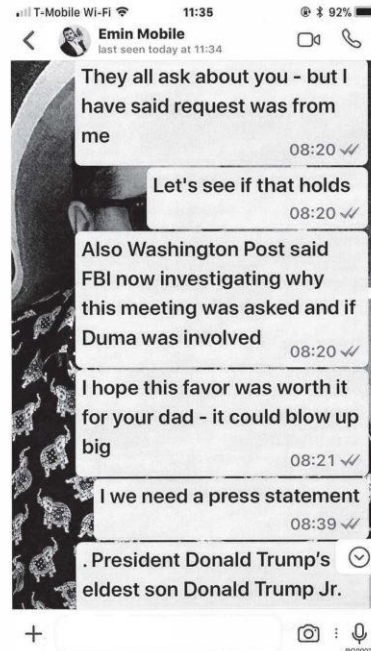 T-Mobile Wi-Fi 11:35 92%
Emin Mobile
last seen today at 11:34
They all ask about you - but I
have said request was from
me
08:20
Let's see if that holds
08:20
Also Washington Post said
FBI now investigating why
this meeting was asked and if
Duma was involved
08:20
I hope this favor was worth it
for your dad - it could blow up
big
08:21
I we need a press statement
08:39
. President Donald Trump's
eldest son Donald Trump Jr.